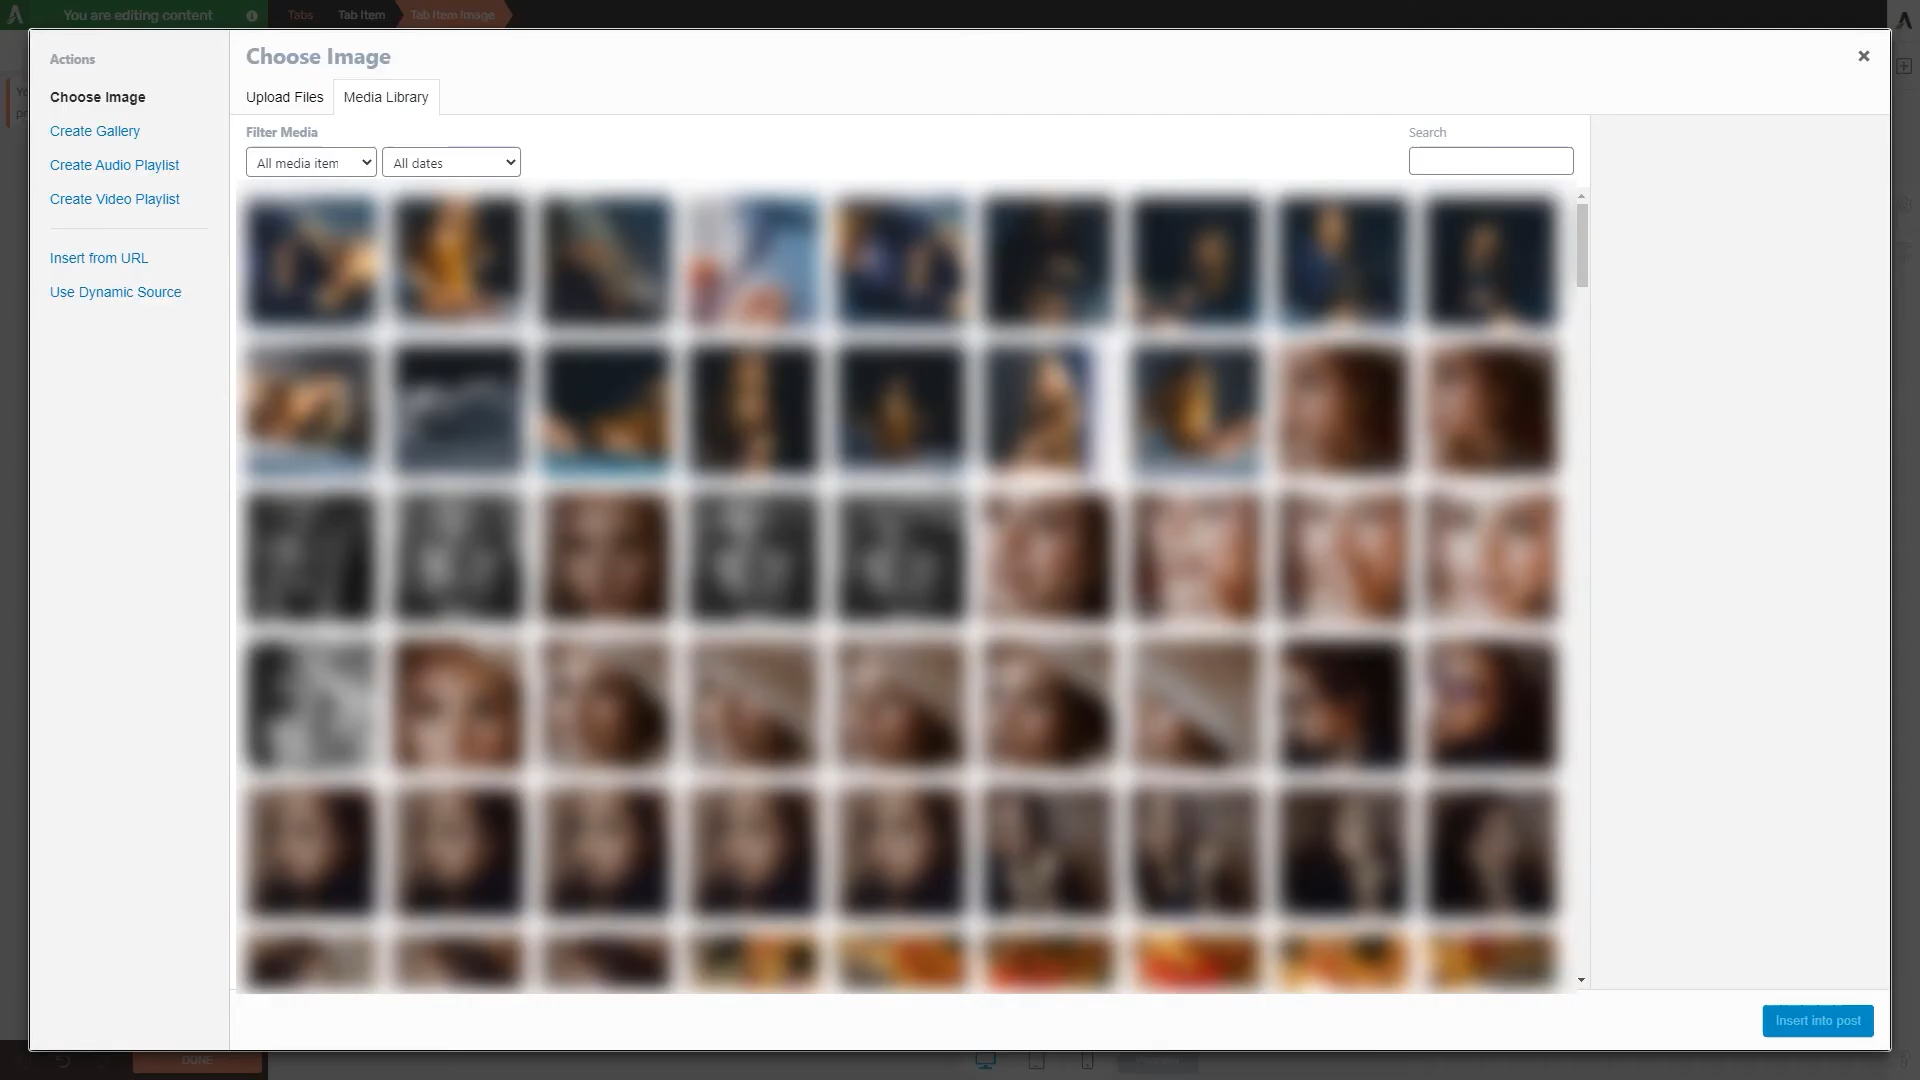 You are editing content
Tabs
Tab Item
Tab Item Image
Actions
Choose Image
Create Gallery
Create Audio Playlist
Create Video Playlist
Insert from URL
Use Dynamic Source
Choose Image
Upload Files
Media Library
Filter Media
All media item
All dates
Search
Insert into post
DONE